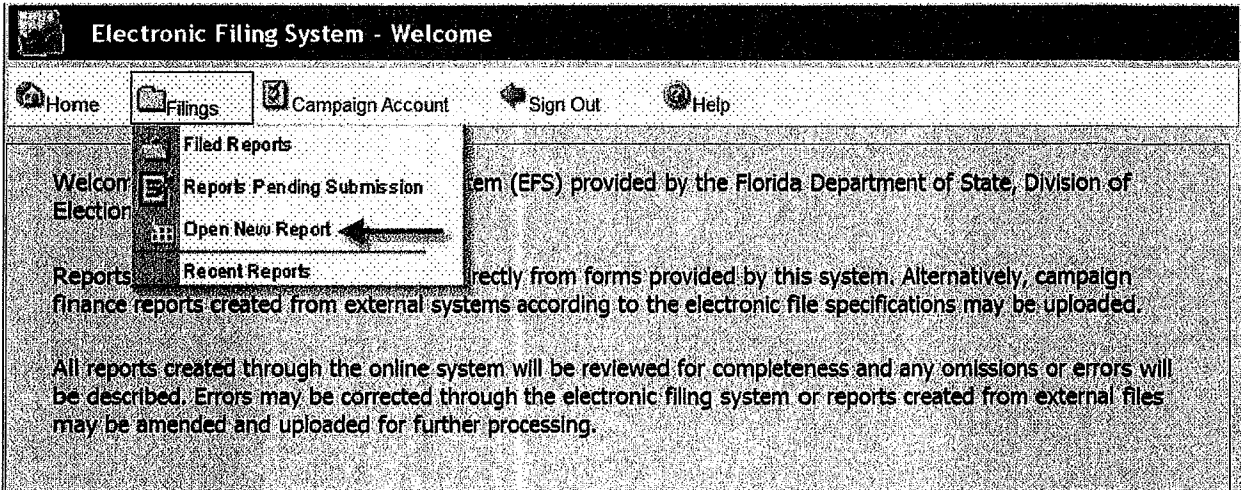 Electronic Filing System - Welcome
Home Filings Campaign Account Sign Out Help
Filed Reports
Reports Pending Submission
Open New Report
Recent Reports
Welcom tem (EFS) provided by the Florida Department of State, Division of
Election
Reports rectly from forms provided by this system. Alternatively, campaign
finance reports created from external systems according to the electronic file specifications may be uploaded.
All reports created through the online system will be reviewed for completeness and any omissions or errors will
be described. Errors may be corrected through the electronic filing system or reports created from external files
may be amended and uploaded for further processing.